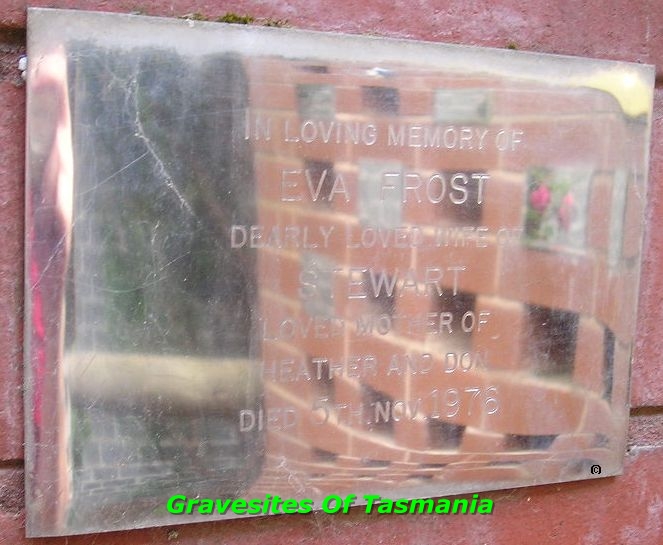 IN LOVING MEMORY OF
EVA FROST
DEARLY LOVED WIFE OF
STEWART
LOVED MOTHER OF
HEATHER AND DON
DIED 5TH. NOV. 1976
Gravesites Of Tasmania